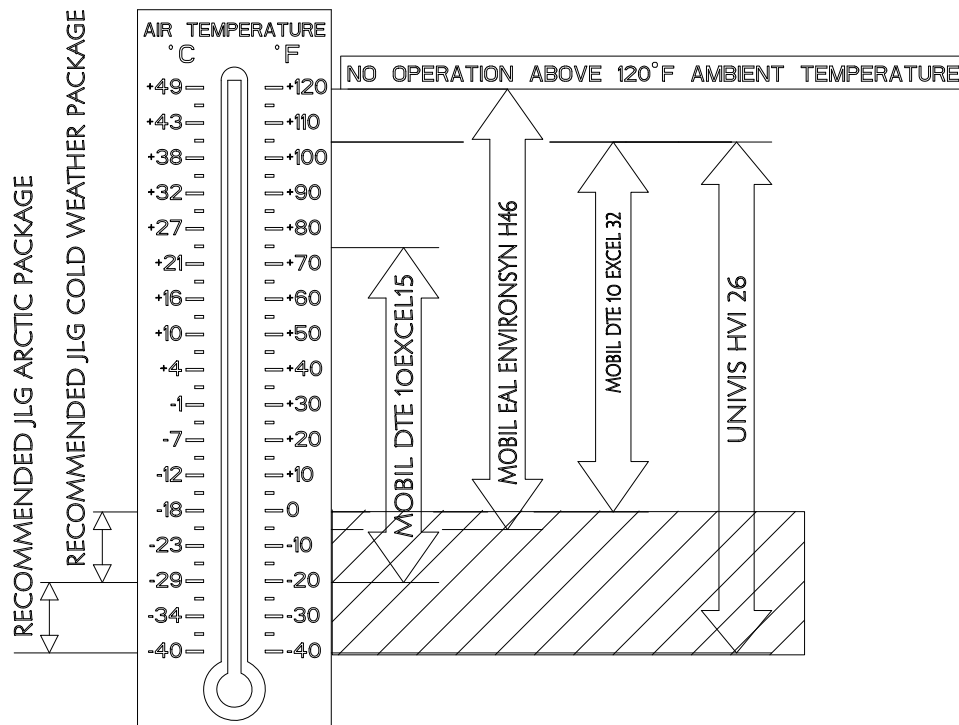 AIR TEMPERATURE
°C °F
+49 +120
+43 +110
+38 +100
+32 +90
+27 +80
+21 +70
+16 +60
+10 +50
+4 +40
-1 +30
-7 +20
-12 +10
-18 0
-23 -10
-29 -20
-34 -30
-40 -40
RECOMMENDED JLG ARCTIC PACKAGE
RECOMMENDED JLG COLD WEATHER PACKAGE
NO OPERATION ABOVE 120°F AMBIENT TEMPERATURE
MOBIL DTE 10EXCEL15
MOBIL EAL ENVIRONSYN H46
MOBIL DTE 10 EXCEL 32
UNIVIS HVI 26